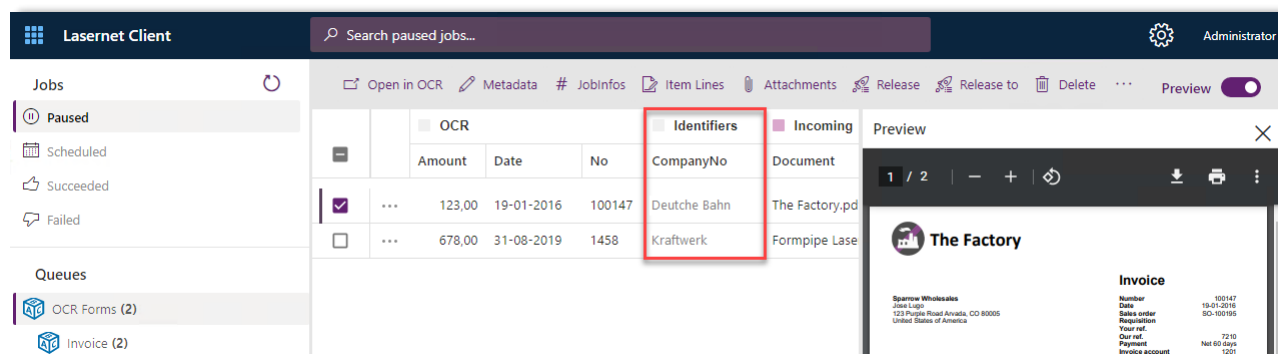 Lasernet Client
Search paused jobs...
Administrator
Jobs
Paused
Scheduled
Succeeded
Failed
Queues
OCR Forms (2)
Invoice (2)
Open in OCR Metadata # JobInfos Item Lines Attachments Release Release to Delete ... Preview
OCR Identifiers Incoming
Amount Date No CompanyNo Document
... 123,00 19-01-2016 100147 Deutche Bahn The Factory.pd
... 678,00 31-08-2019 1458 Kraftwerk Formpipe Lase
Preview
1 / 2
The Factory
Invoice
Sparrow Wholesales
Jose Lugo
123 Purple Road Arvada, CO 80005
United States of America
Number 100147
Date 19-01-2016
Sales order SO-100195
Requisition
Your ref.
Our ref. 7210
Payment Net 60 days
Invoice account 1201